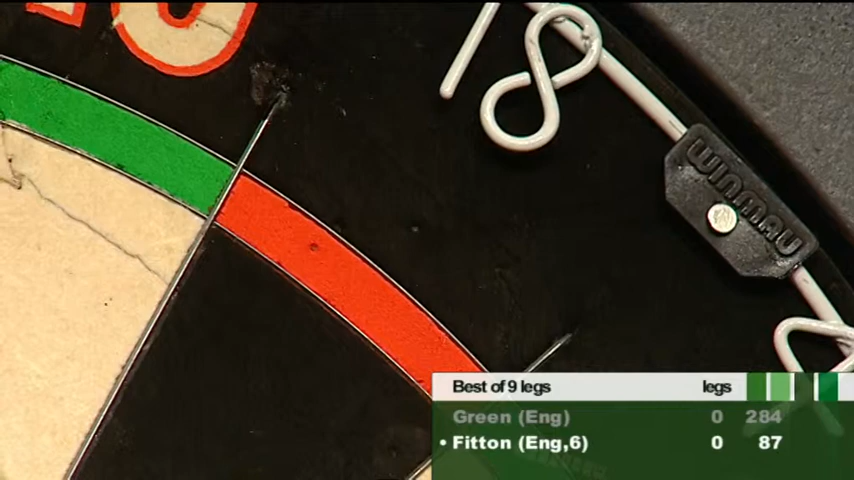 18
WINMAU
Best of 9 legs legs
Green (Eng) 0 284
• Fitton (Eng,6) 0 87